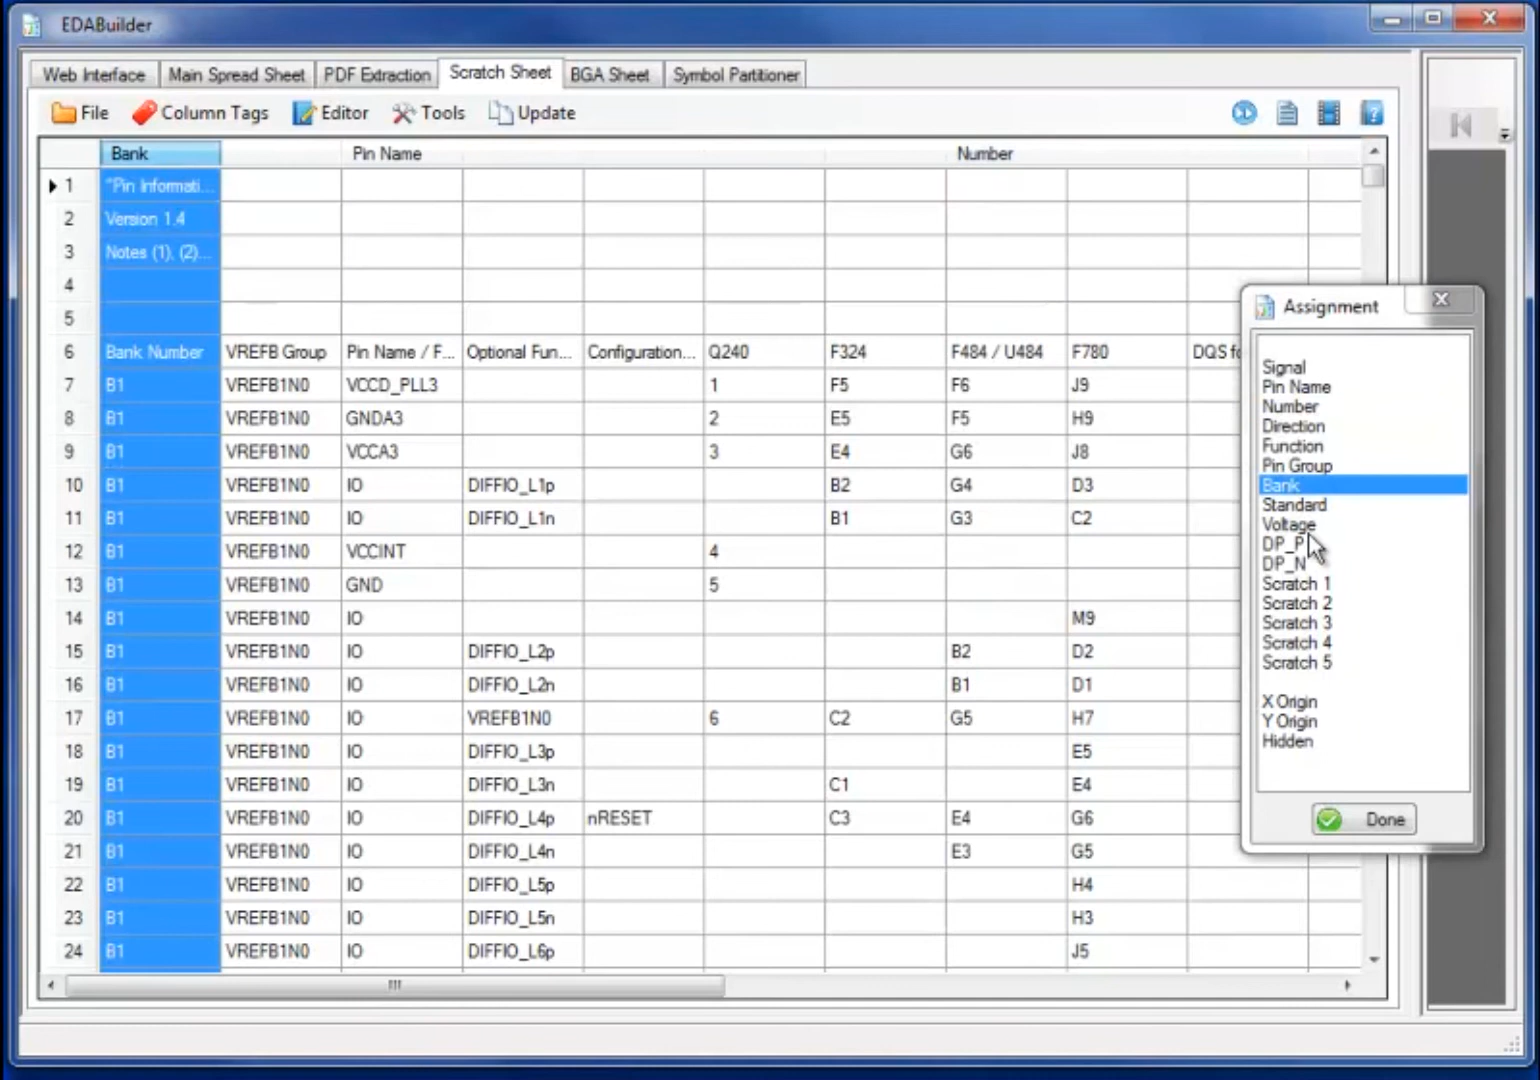 EDABuilder
Web Interface Main Spread Sheet PDF Extraction Scratch Sheet BGA Sheet Symbol Partitioner
File Column Tags Editor Tools Update
Bank Pin Name Number
1 "Pin Informati...
2 Version 1.4
3 Notes (1), (2)...
4
5
6 Bank Number VREFB Group Pin Name / F... Optional Fun... Configuration... Q240 F324 F484 / U484 F780 DQS fo
7 B1 VREFB1N0 VCCD_PLL3 1 F5 F6 J9
8 B1 VREFB1N0 GNDA3 2 E5 F5 H9
9 B1 VREFB1N0 VCCA3 3 E4 G6 J8
10 B1 VREFB1N0 IO DIFFIO_L1p B2 G4 D3
11 B1 VREFB1N0 IO DIFFIO_L1n B1 G3 C2
12 B1 VREFB1N0 VCCINT 4
13 B1 VREFB1N0 GND 5
14 B1 VREFB1N0 IO M9
15 B1 VREFB1N0 IO DIFFIO_L2p B2 D2
16 B1 VREFB1N0 IO DIFFIO_L2n B1 D1
17 B1 VREFB1N0 IO VREFB1N0 6 C2 G5 H7
18 B1 VREFB1N0 IO DIFFIO_L3p E5
19 B1 VREFB1N0 IO DIFFIO_L3n C1 E4
20 B1 VREFB1N0 IO DIFFIO_L4p nRESET C3 E4 G6
21 B1 VREFB1N0 IO DIFFIO_L4n E3 G5
22 B1 VREFB1N0 IO DIFFIO_L5p H4
23 B1 VREFB1N0 IO DIFFIO_L5n H3
24 B1 VREFB1N0 IO DIFFIO_L6p J5
Assignment
Signal
Pin Name
Number
Direction
Function
Pin Group
Bank
Standard
Voltage
DP_P
DP_N
Scratch 1
Scratch 2
Scratch 3
Scratch 4
Scratch 5
X Origin
Y Origin
Hidden
Done